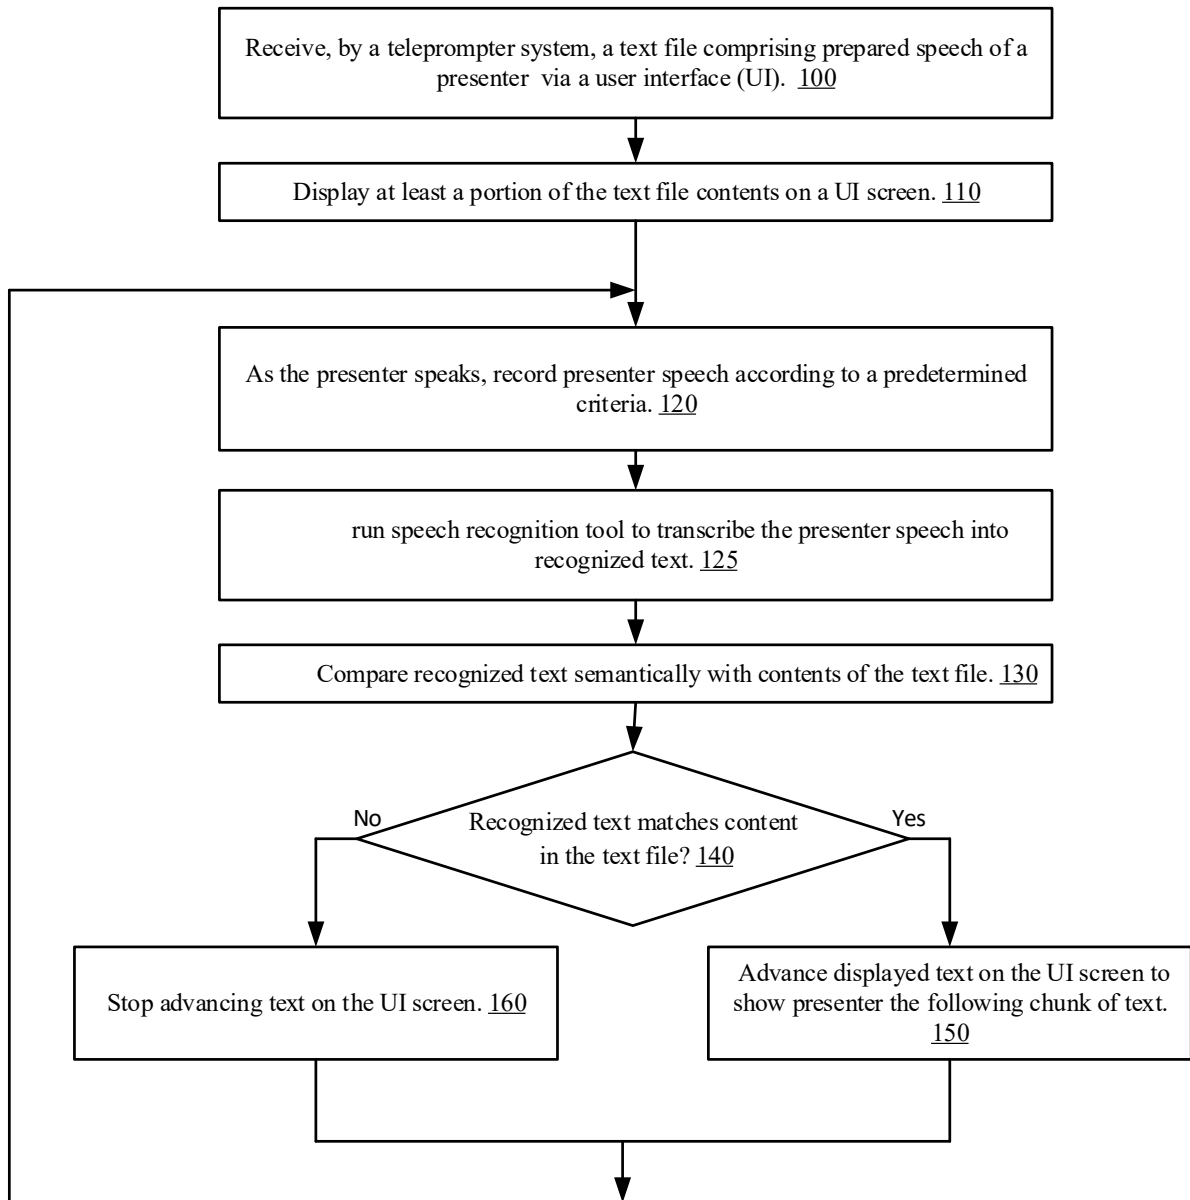 Receive, by a teleprompter system, a text file comprising prepared speech of a
presenter  via a user interface (UI).  100
Display at least a portion of the text file contents on a UI screen. 110
As the presenter speaks, record presenter speech according to a predetermined
criteria. 120
run speech recognition tool to transcribe the presenter speech into
recognized text. 125
Compare recognized text semantically with contents of the text file. 130
No
Yes
Recognized text matches content
in the text file? 140
Stop advancing text on the UI screen. 160
Advance displayed text on the UI screen to
show presenter the following chunk of text.
150